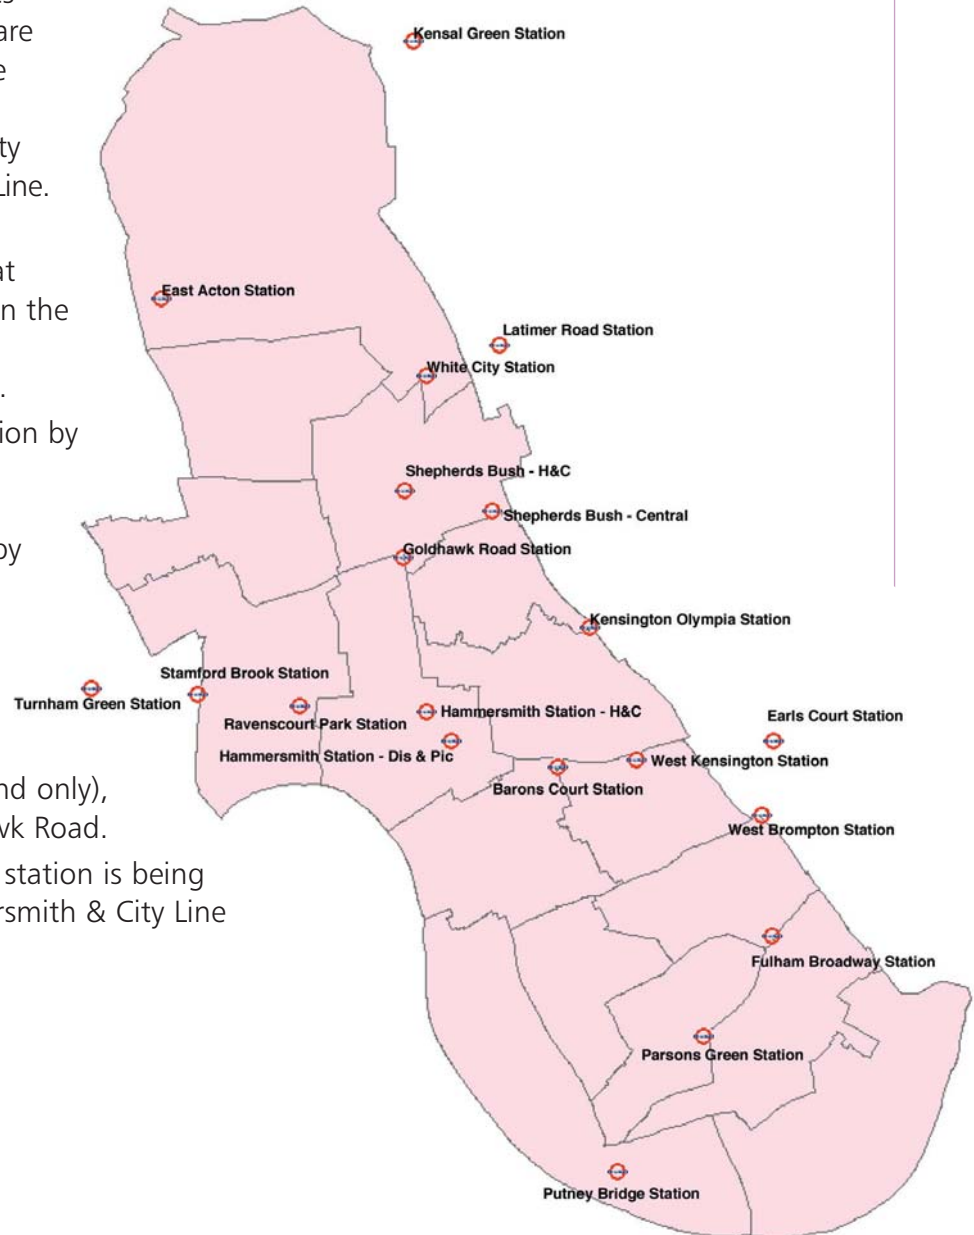 are
ty
Line.
at
n the
.
ion by
by
nd only),
wk Road.
station is being
rsmith & City Line
Kensal Green Station
East Acton Station
Latimer Road Station
White City Station
Shepherds Bush - H&C
Shepherds Bush - Central
Goldhawk Road Station
Kensington Olympia Station
Stamford Brook Station
Turnham Green Station
Ravenscourt Park Station
Hammersmith Station - H&C
Earls Court Station
Hammersmith Station - Dis & Pic
West Kensington Station
Barons Court Station
West Brompton Station
Fulham Broadway Station
Parsons Green Station
Putney Bridge Station